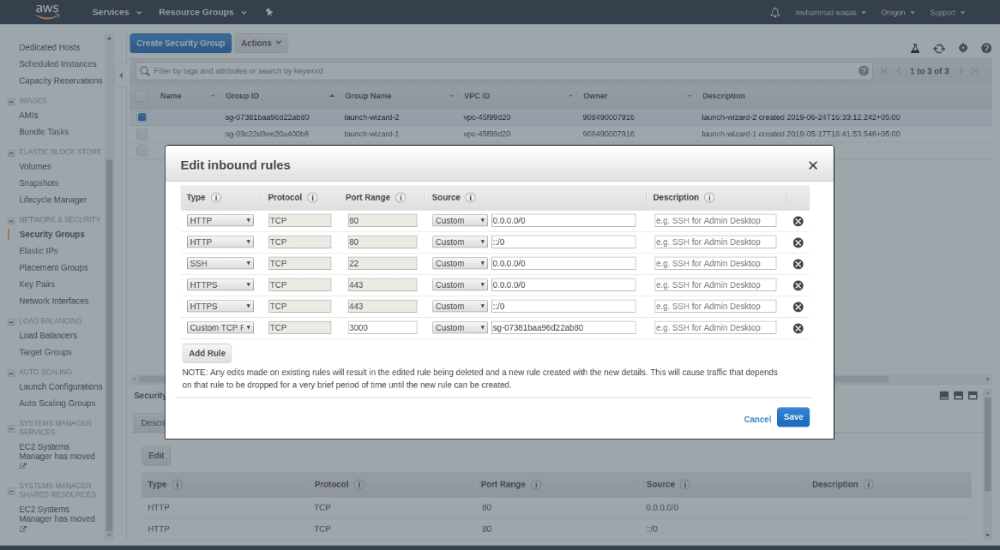 aws
Services
Resource Groups
muhammad waqas
Oregon
Support
Dedicated Hosts
Scheduled Instances
Capacity Reservations
IMAGES
AMIs
Bundle Tasks
ELASTIC BLOCK STORE
Volumes
Snapshots
Lifecycle Manager
NETWORK & SECURITY
Security Groups
Elastic IPs
Placement Groups
Key Pairs
Network Interfaces
LOAD BALANCING
Load Balancers
Target Groups
AUTO SCALING
Launch Configurations
Auto Scaling Groups
SYSTEMS MANAGER
SERVICES
EC2 Systems
Manager has moved
SYSTEMS MANAGER
SHARED RESOURCES
EC2 Systems
Manager has moved
Create Security Group
Actions
Filter by tags and attributes or search by keyword
1 to 3 of 3
Name Group ID Group Name VPC ID Owner Description
sg-07381baa96d22ab80 launch-wizard-2 vpc-45f99d20 908490007916 launch-wizard-2 created 2019-06-24T16:33:12.242+05:00
sg-09c22d9ee20a400b6 launch-wizard-1 vpc-45f99d20 908490007916 launch-wizard-1 created 2019-05-17T18:41:53.546+05:00
Edit inbound rules
Type Protocol Port Range Source Description
HTTP TCP 80 Custom 0.0.0.0/0 e.g. SSH for Admin Desktop
HTTP TCP 80 Custom ::/0 e.g. SSH for Admin Desktop
SSH TCP 22 Custom 0.0.0.0/0 e.g. SSH for Admin Desktop
HTTPS TCP 443 Custom 0.0.0.0/0 e.g. SSH for Admin Desktop
HTTPS TCP 443 Custom ::/0 e.g. SSH for Admin Desktop
Custom TCP F TCP 3000 Custom sg-07381baa96d22ab80 e.g. SSH for Admin Desktop
Add Rule
NOTE: Any edits made on existing rules will result in the edited rule being deleted and a new rule created with the new details. This will cause traffic that depends
on that rule to be dropped for a very brief period of time until the new rule can be created.
Cancel
Save
Security
Descri
Edit
Type Protocol Port Range Source Description
HTTP TCP 80 0.0.0.0/0
HTTP TCP 80 ::/0